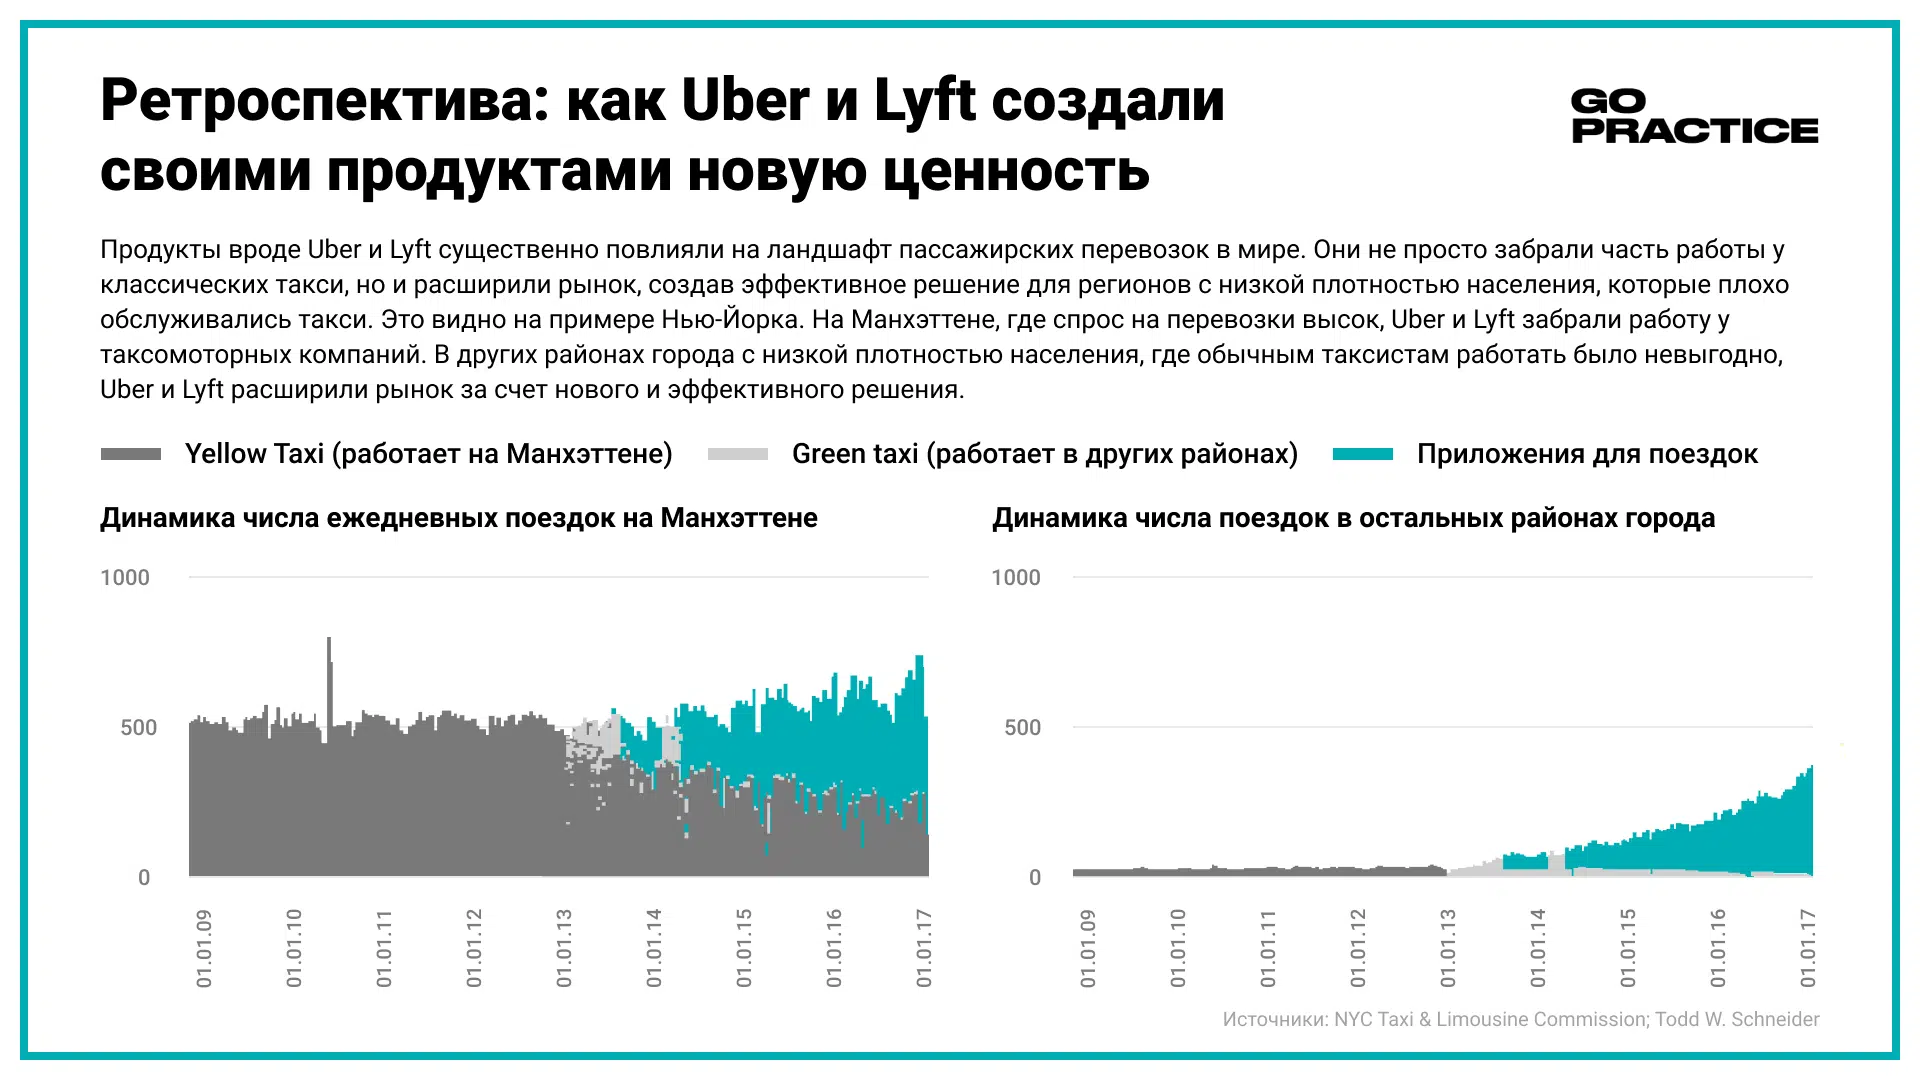 Ретроспектива: как Uber и Lyft создали
своими продуктами новую ценность
GO
PRACTICE
Продукты вроде Uber и Lyft существенно повлияли на ландшафт пассажирских перевозок в мире. Они не просто забрали часть работы у
классических такси, но и расширили рынок, создав эффективное решение для регионов с низкой плотностью населения, которые плохо
обслуживались такси. Это видно на примере Нью-Йорка. На Манхэттене, где спрос на перевозки высок, Uber и Lyft забрали работу у
таксомоторных компаний. В других районах города с низкой плотностью населения, где обычным таксистам работать было невыгодно,
Uber и Lyft расширили рынок за счет нового и эффективного решения.
Yellow Taxi (работает на Манхэттене)
Green taxi (работает в других районах)
Приложения для поездок
Динамика числа ежедневных поездок на Манхэттене
1000
500
0
01.01.09
01.01.10
01.01.11
01.01.12
01.01.13
01.01.14
01.01.15
01.01.16
01.01.17
Динамика числа поездок в остальных районах города
1000
500
0
01.01.09
01.01.10
01.01.11
01.01.12
01.01.13
01.01.14
01.01.15
01.01.16
01.01.17
Источники: NYC Taxi & Limousine Commission; Todd W. Schneider